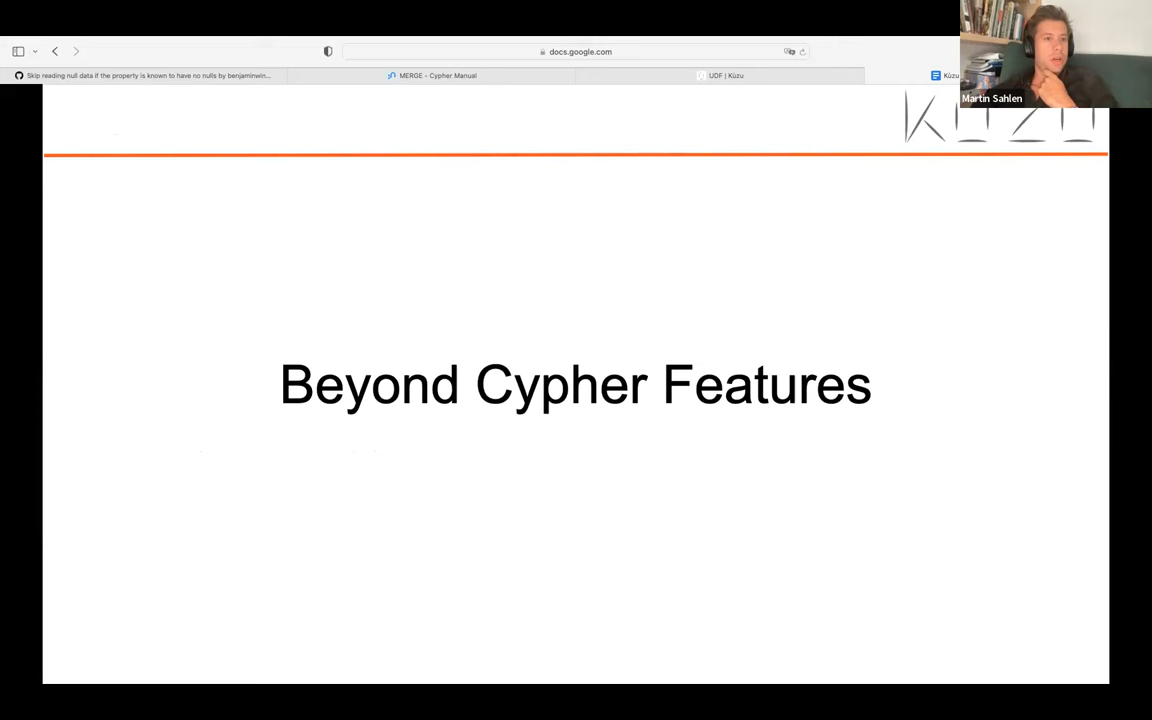 docs.google.com
Skip reading null data if the property is known to have no nulls by benjaminwin...
MERGE - Cypher Manual
UDF | Kùzu
Kùzu
Martin Sahlen
KUZU
Beyond Cypher Features